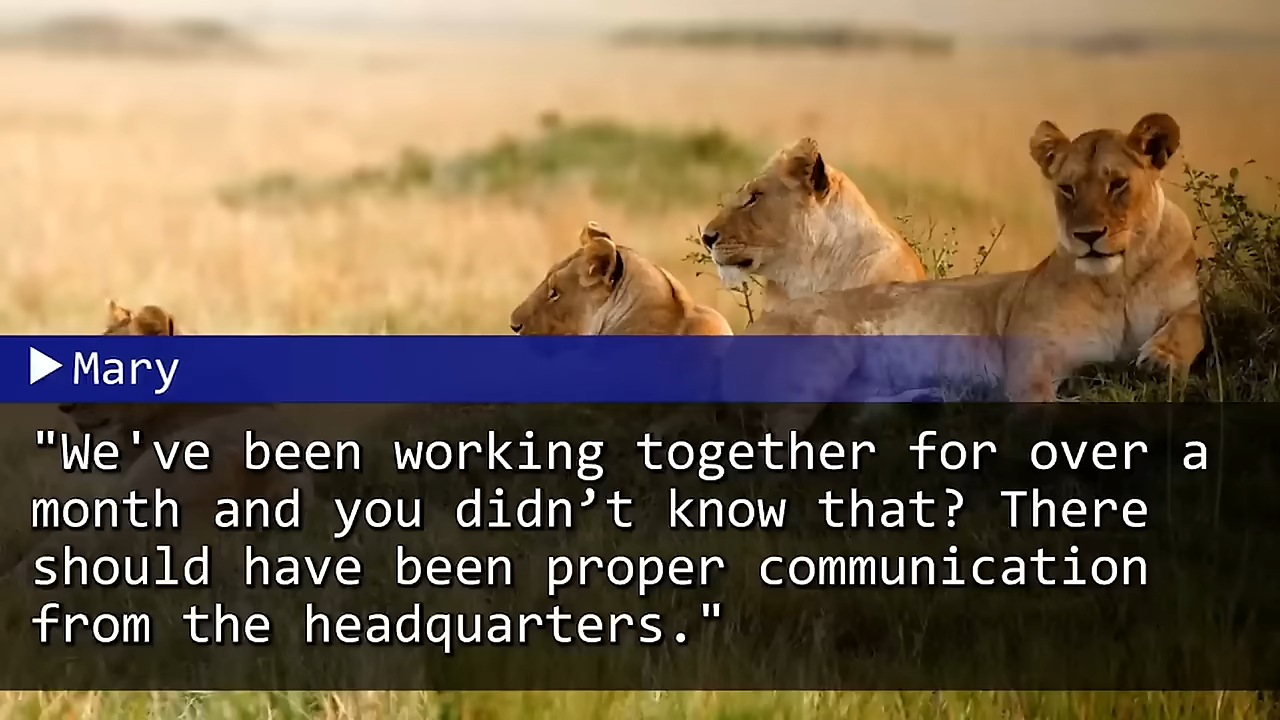 ▶Mary
"We've been working together for over a
month and you didn’t know that? There
should have been proper communication
from the headquarters."